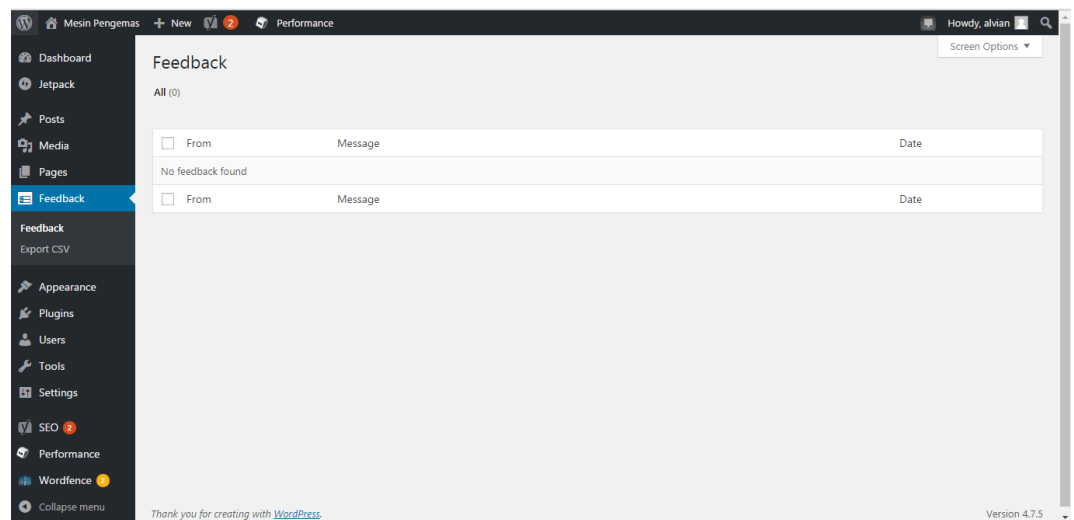 Mesin Pengemas + New 2 Performance Howdy, alvian
Screen Options ▼
Dashboard
Jetpack
Posts
Media
Pages
Feedback
Feedback
Export CSV
Appearance
Plugins
Users
Tools
Settings
SEO 2
Performance
Wordfence 2
Collapse menu
Feedback
All (0)
From Message Date
No feedback found
From Message Date
Thank you for creating with WordPress. Version 4.7.5